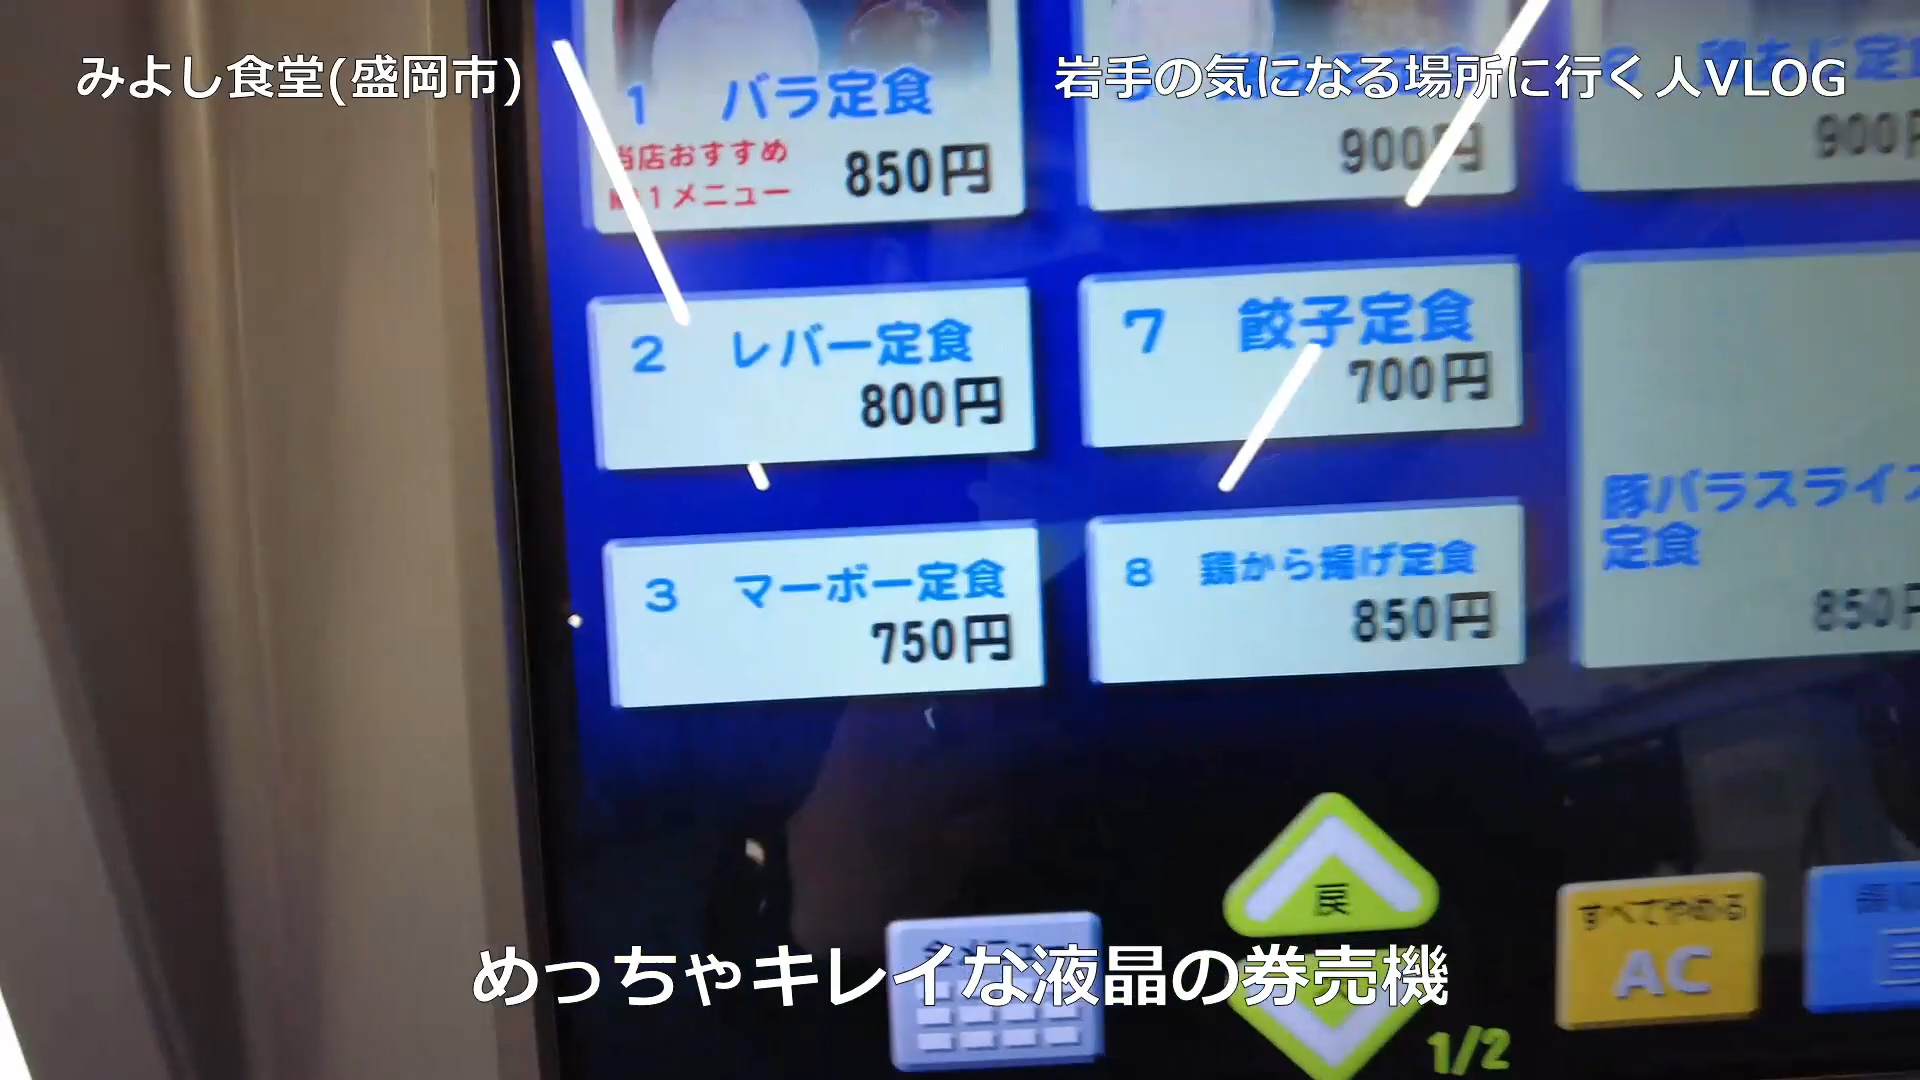 みよし食堂(盛岡市)
岩手の気になる場所に行く人VLOG
1 バラ定食
当店おすすめ
1メニュー
850円
900円
900円
2 レバー定食
800円
7 餃子定食
700円
豚バラスライス
定食
850円
3 マーボー定食
750円
8 鶏から揚げ定食
850円
戻
すべてやめる
AC
めっちゃキレイな液晶の券売機
1/2